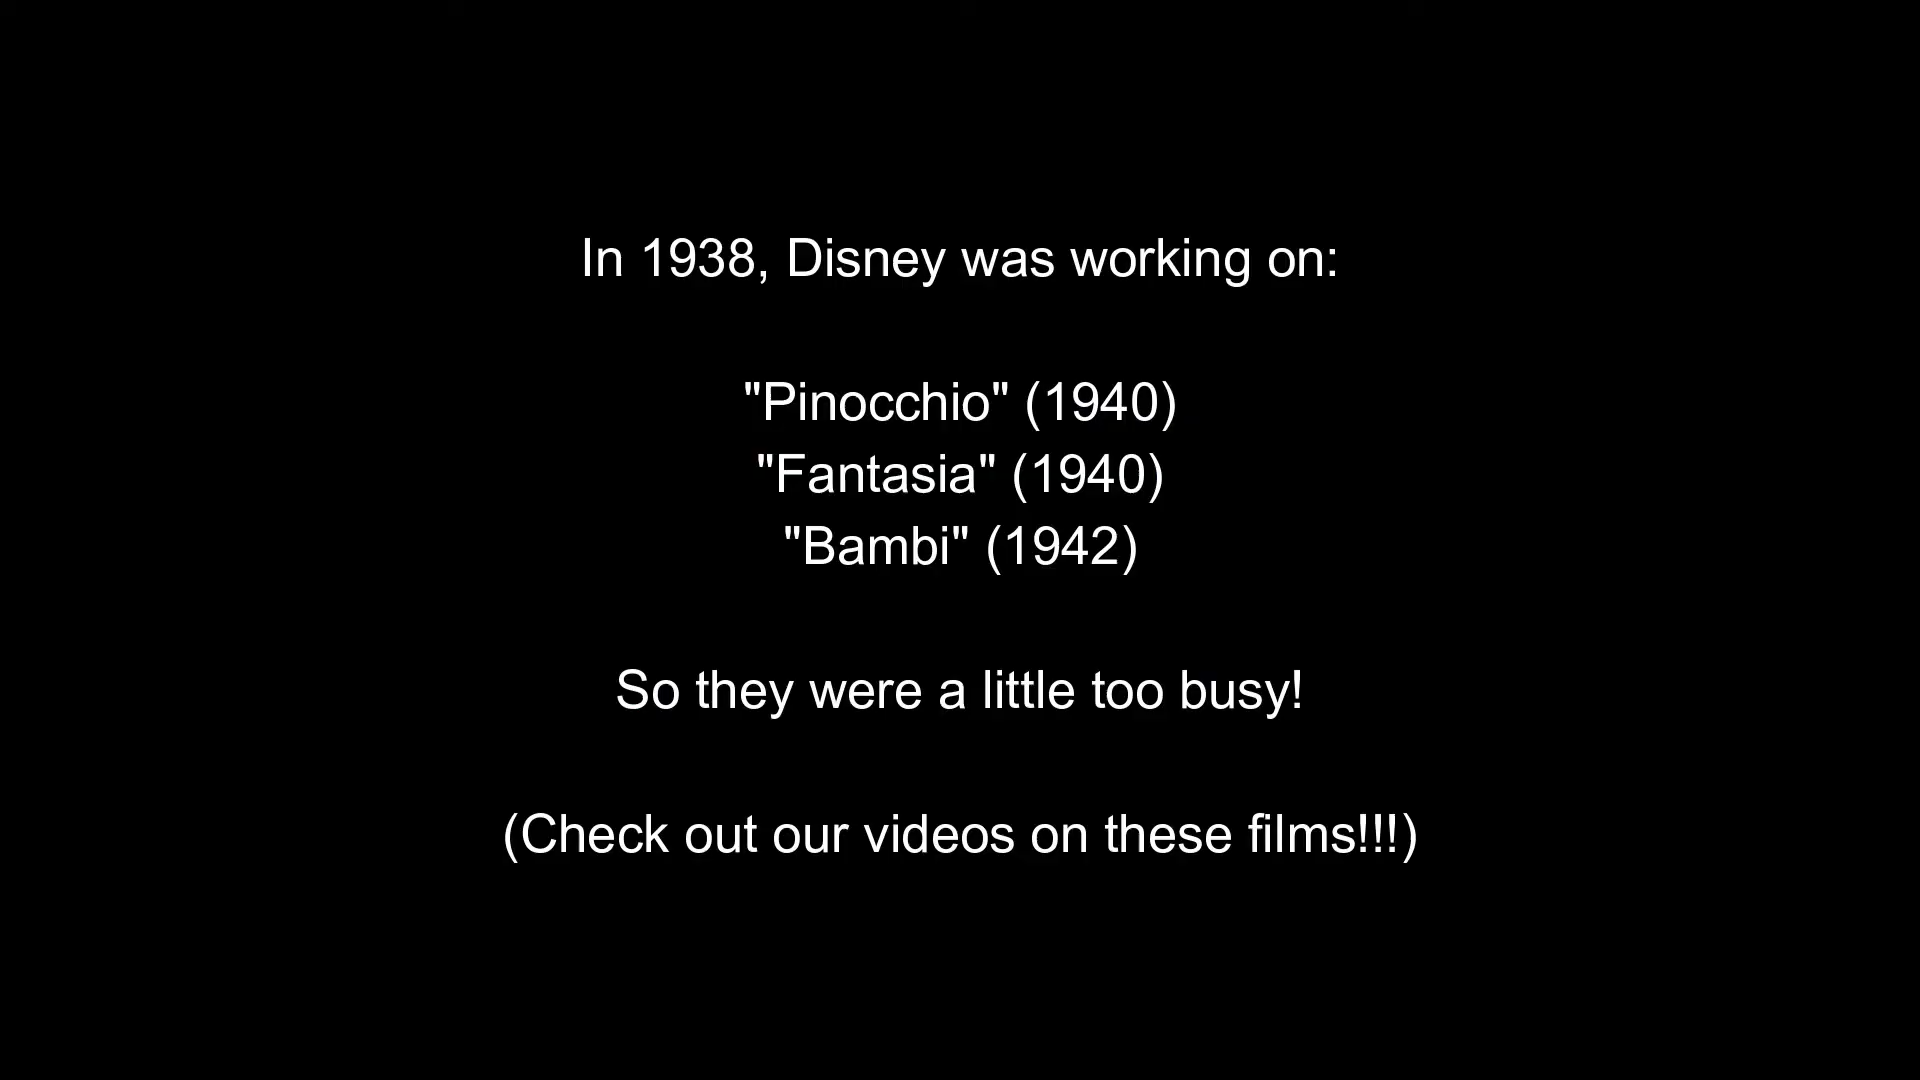 In 1938, Disney was working on:
"Pinocchio" (1940)
"Fantasia" (1940)
"Bambi" (1942)
So they were a little too busy!
(Check out our videos on these films!!!)